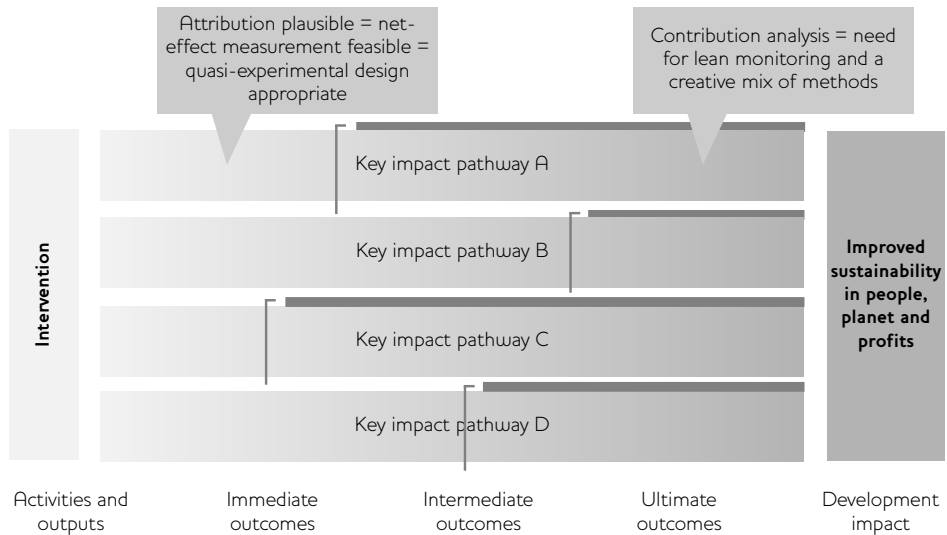 Attribution plausible = net-
effect measurement feasible =
quasi-experimental design
appropriate
Contribution analysis = need
for lean monitoring and a
creative mix of methods
Intervention
Key impact pathway A
Key impact pathway B
Key impact pathway C
Key impact pathway D
Improved
sustainability
in people,
planet and
profits
Activities and
outputs
Immediate
outcomes
Intermediate
outcomes
Ultimate
outcomes
Development
impact